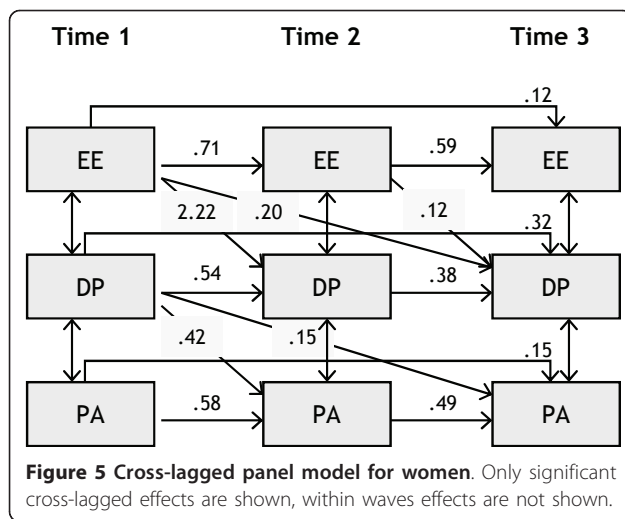 Time 1 Time 2 Time 3
.12
EE .71 EE .59 EE
2.22 .20 .12
.32
DP .54 DP .38 DP
.42 .15
.15
PA .58 PA .49 PA
Figure 5 Cross-lagged panel model for women. Only significant
cross-lagged effects are shown, within waves effects are not shown.